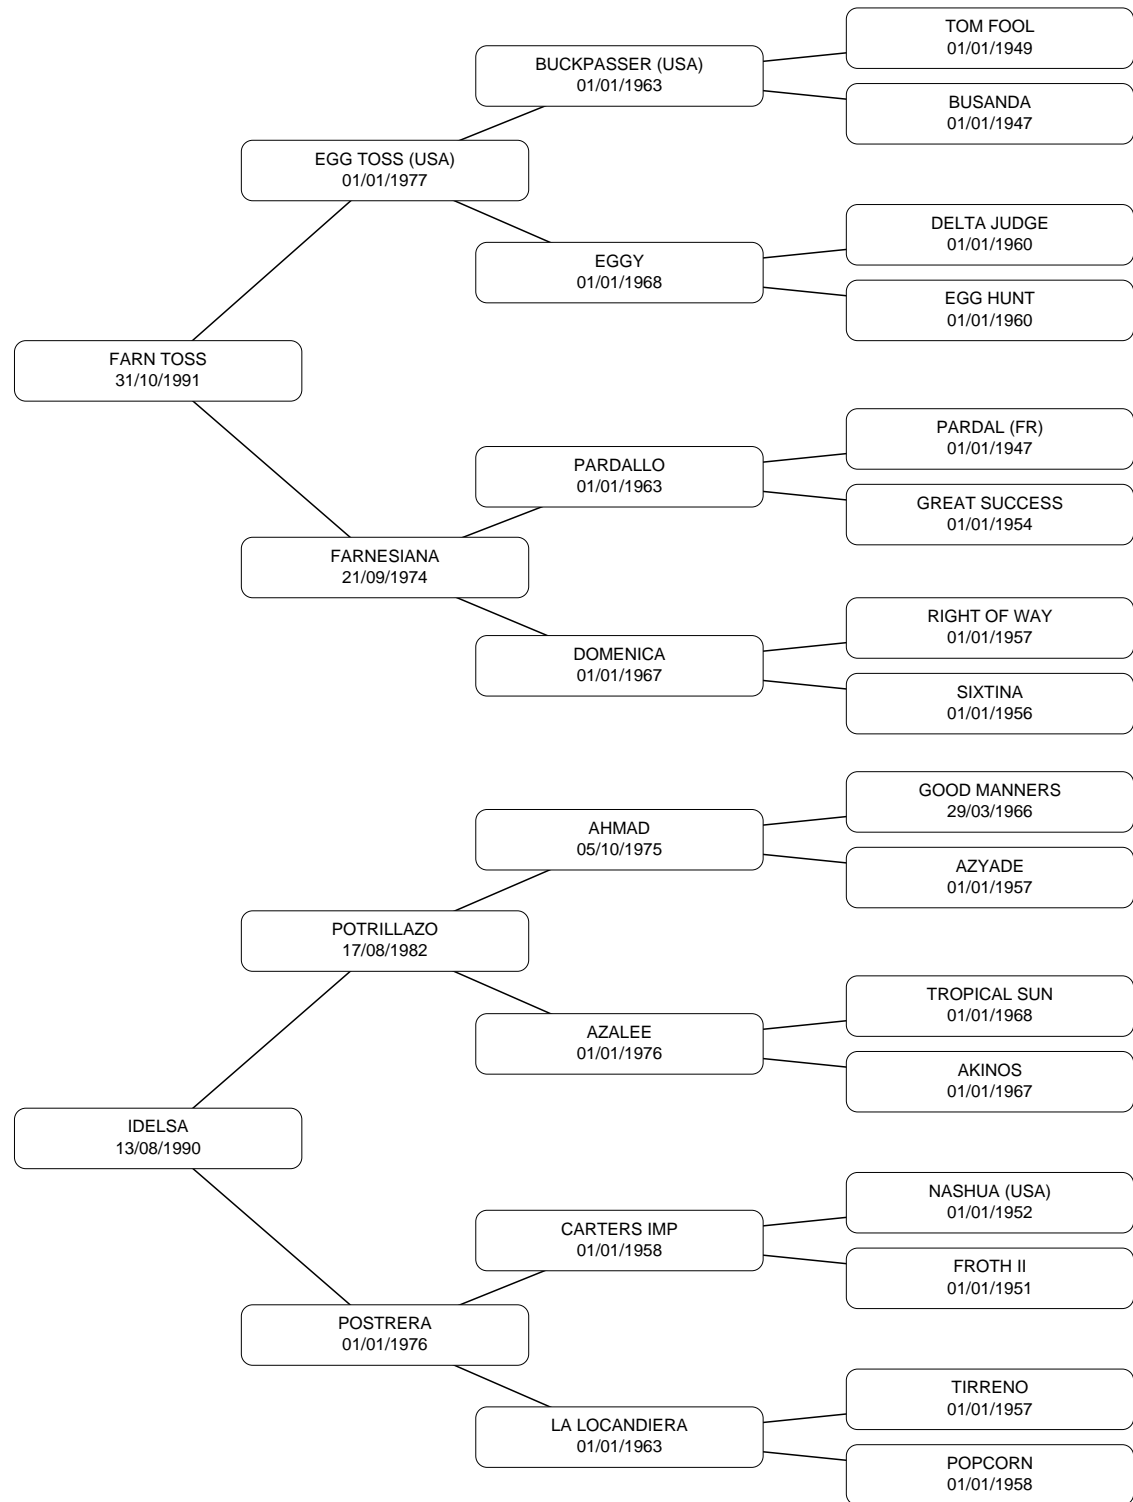 TOM FOOL
01/01/1949
BUCKPASSER (USA)
01/01/1963
BUSANDA
01/01/1947
EGG TOSS (USA)
01/01/1977
DELTA JUDGE
01/01/1960
EGGY
01/01/1968
EGG HUNT
01/01/1960
FARN TOSS
31/10/1991
PARDAL (FR)
01/01/1947
PARDALLO
01/01/1963
GREAT SUCCESS
01/01/1954
FARNESIANA
21/09/1974
RIGHT OF WAY
01/01/1957
DOMENICA
01/01/1967
SIXTINA
01/01/1956
GOOD MANNERS
29/03/1966
AHMAD
05/10/1975
AZYADE
01/01/1957
POTRILLAZO
17/08/1982
TROPICAL SUN
01/01/1968
AZALEE
01/01/1976
AKINOS
01/01/1967
IDELSA
13/08/1990
NASHUA (USA)
01/01/1952
CARTERS IMP
01/01/1958
FROTH II
01/01/1951
POSTRERA
01/01/1976
TIRRENO
01/01/1957
LA LOCANDIERA
01/01/1963
POPCORN
01/01/1958